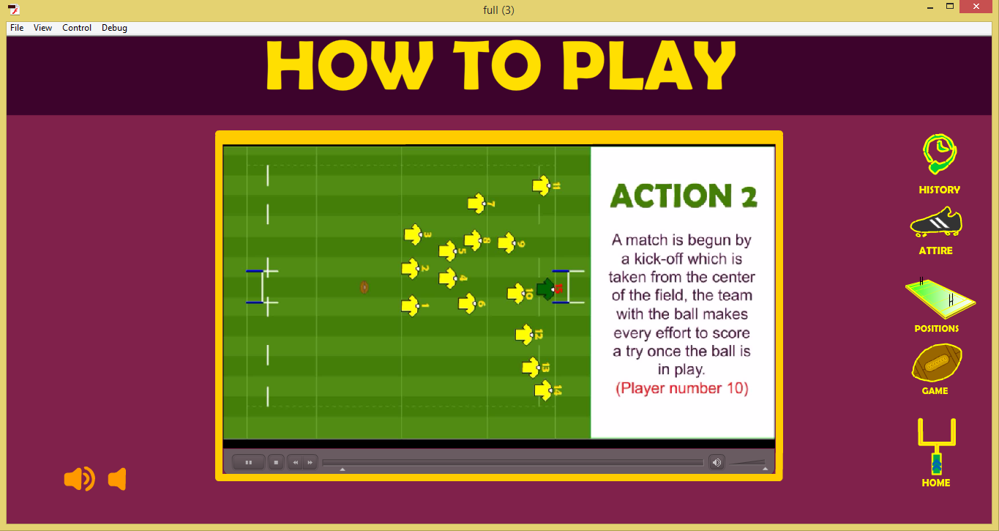 full (3)
File View Control Debug
HOW TO PLAY
11
7
3
8
9
5
2
4
15
10
1
6
12
13
14
ACTION 2
A match is begun by
a kick-off which is
taken from the center
of the field, the team
with the ball makes
every effort to score
a try once the ball is
in play.
(Player number 10)
HISTORY
ATTIRE
POSITIONS
GAME
HOME